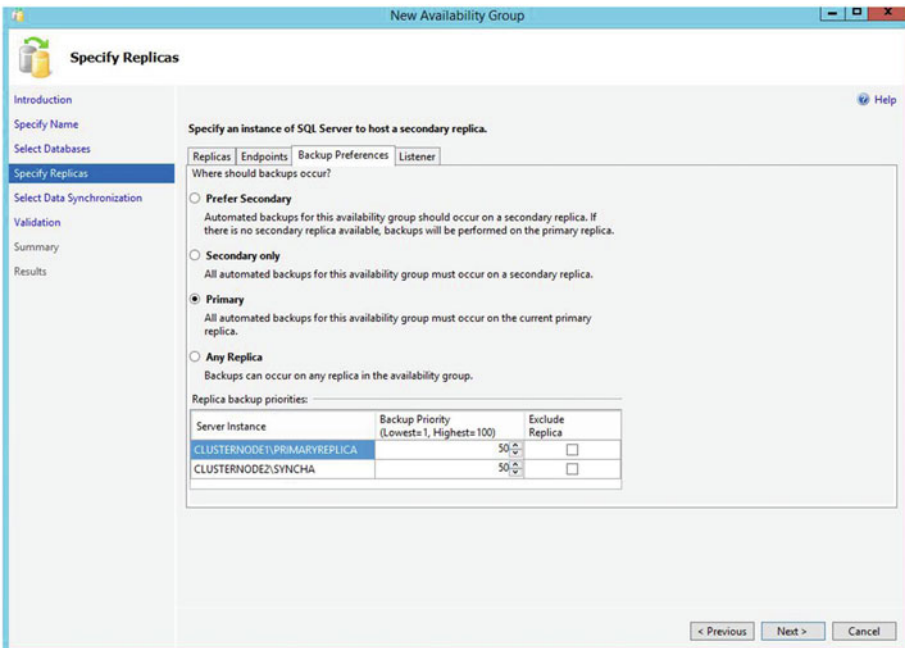 New Availability Group
Specify Replicas
Introduction
Specify Name
Select Databases
Specify Replicas
Select Data Synchronization
Validation
Summary
Results
Help
Specify an instance of SQL Server to host a secondary replica.
Replicas Endpoints Backup Preferences Listener
Where should backups occur?
Prefer Secondary
Automated backups for this availability group should occur on a secondary replica. If
there is no secondary replica available, backups will be performed on the primary replica.
Secondary only
All automated backups for this availability group must occur on a secondary replica.
Primary
All automated backups for this availability group must occur on the current primary
replica.
Any Replica
Backups can occur on any replica in the availability group.
Replica backup priorities:
Server Instance
Backup Priority
(Lowest=1, Highest=100)
Exclude
Replica
CLUSTERNODE1\PRIMARYREPLICA 50
CLUSTERNODE2\SYNCHA 50
< Previous Next > Cancel